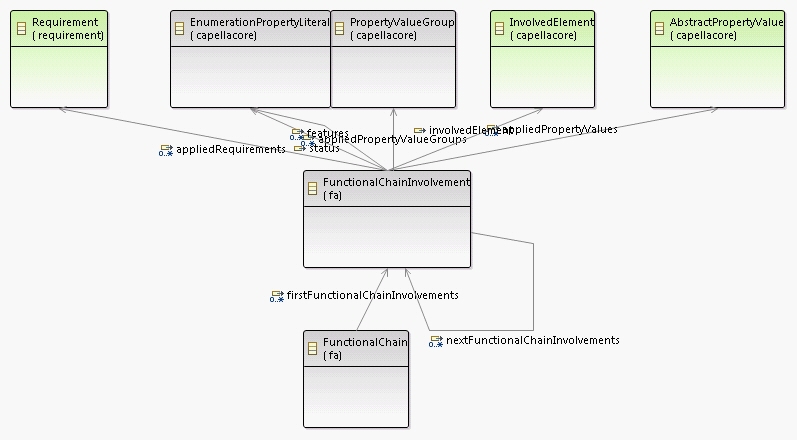 Requirement
( requirement)
EnumerationPropertyLiteral
( capellacore)
PropertyValueGroup
( capellacore)
InvolvedElement
( capellacore)
AbstractPropertyValue
( capellacore)
0..* features
involvedElement
0..* appliedPropertyValues
0..* appliedPropertyValueGroups
0..* appliedRequirements
status
FunctionalChainInvolvement
( fa)
0..* firstFunctionalChainInvolvements
FunctionalChain
( fa)
0..* nextFunctionalChainInvolvements